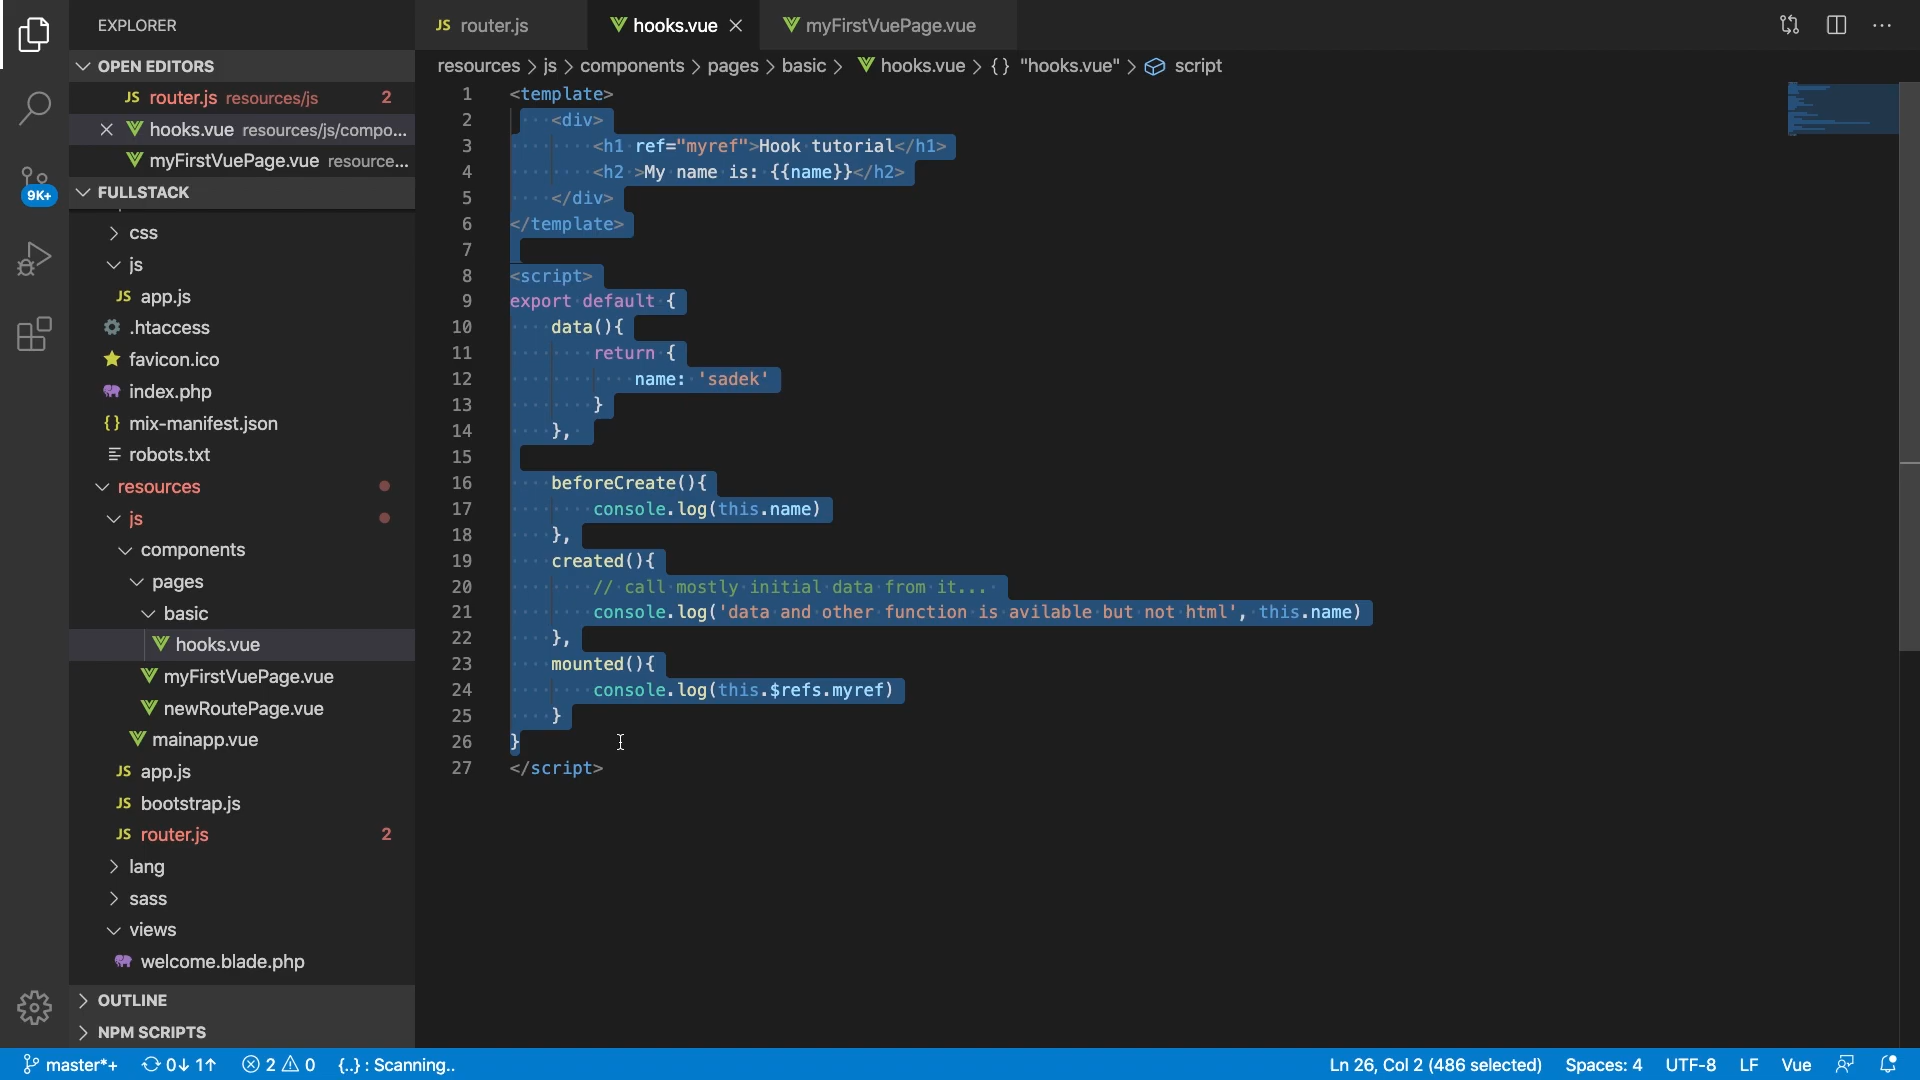 EXPLORER
OPEN EDITORS
JS router.js resources/js 2
hooks.vue resources/js/compo...
myFirstVuePage.vue resource...
9K+
FULLSTACK
css
js
JS app.js
.htaccess
favicon.ico
index.php
{} mix-manifest.json
robots.txt
resources
js
components
pages
basic
hooks.vue
myFirstVuePage.vue
newRoutePage.vue
mainapp.vue
JS app.js
JS bootstrap.js
JS router.js 2
lang
sass
views
welcome.blade.php
OUTLINE
NPM SCRIPTS
JS router.js hooks.vue myFirstVuePage.vue
resources > js > components > pages > basic > hooks.vue > {} "hooks.vue" > script
1 <template>
2 <div>
3 <h1 ref="myref">Hook tutorial</h1>
4 <h2 >My name is: {{name}}</h2>
5 </div>
6 </template>
7
8 <script>
9 export default {
10 data(){
11 return {
12 name: 'sadek'
13 }
14 },
15
16 beforeCreate(){
17 console.log(this.name)
18 },
19 created(){
20 // call mostly initial data from it...
21 console.log('data and other function is avilable but not html', this.name)
22 },
23 mounted(){
24 console.log(this.$refs.myref)
25 }
26 }
27 </script>
master*+ 0↓ 1↑ 2 0 {..} : Scanning.. Ln 26, Col 2 (486 selected) Spaces: 4 UTF-8 LF Vue